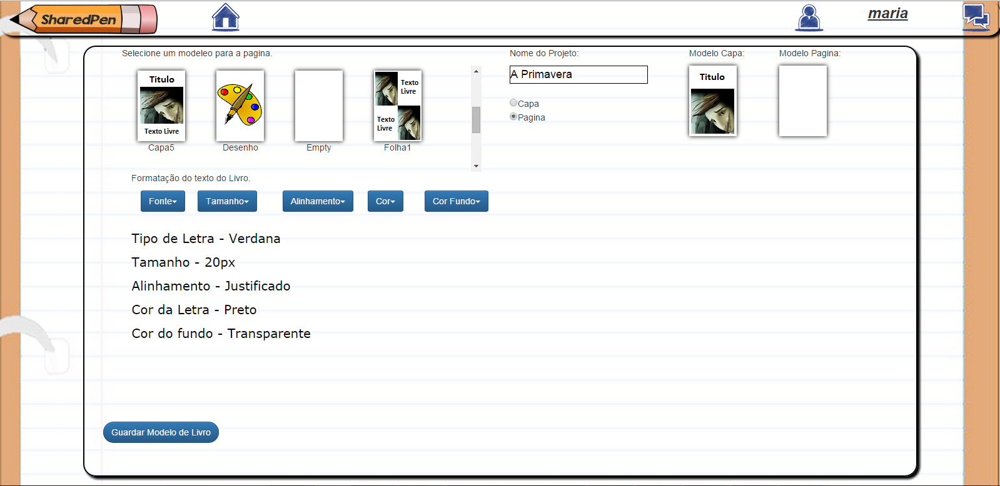 SharedPen
maria
Selecione um modeleo para a pagina.
Titulo
Texto Livre
Capa5
Desenho
Empty
Texto
Livre
Texto
Livre
Folha1
Nome do Projeto:
A Primavera
Capa
Pagina
Modelo Capa:
Titulo
Modelo Pagina:
Formatação do texto do Livro.
Fonte
Tamanho
Alinhamento
Cor
Cor Fundo
Tipo de Letra - Verdana
Tamanho - 20px
Alinhamento - Justificado
Cor da Letra - Preto
Cor do fundo - Transparente
Guardar Modelo de Livro